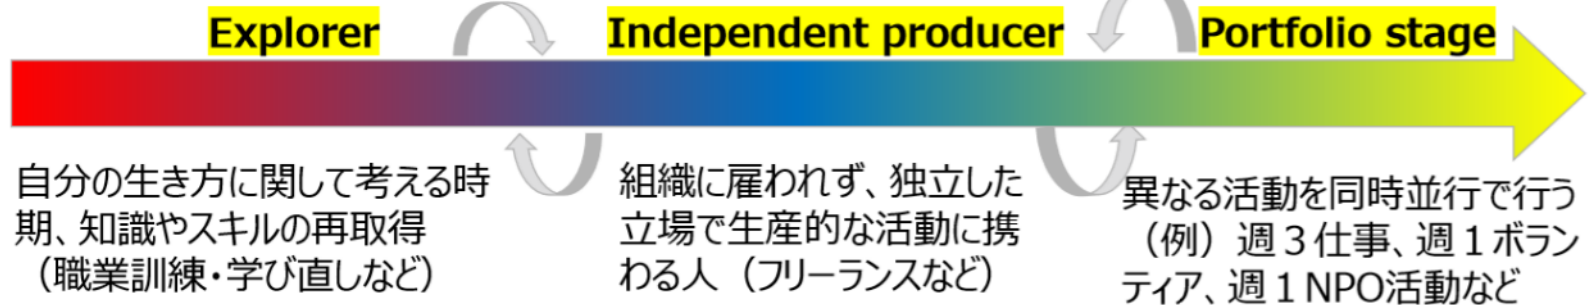 Explorer
Independent producer
Portfolio stage
自分の生き方に関して考える時
期、知識やスキルの再取得
（職業訓練・学び直しなど）
組織に雇われず、独立した
立場で生産的な活動に携
わる人（フリーランスなど）
異なる活動を同時並行で行う
（例）週３仕事、週１ボラン
ティア、週１NPO活動など